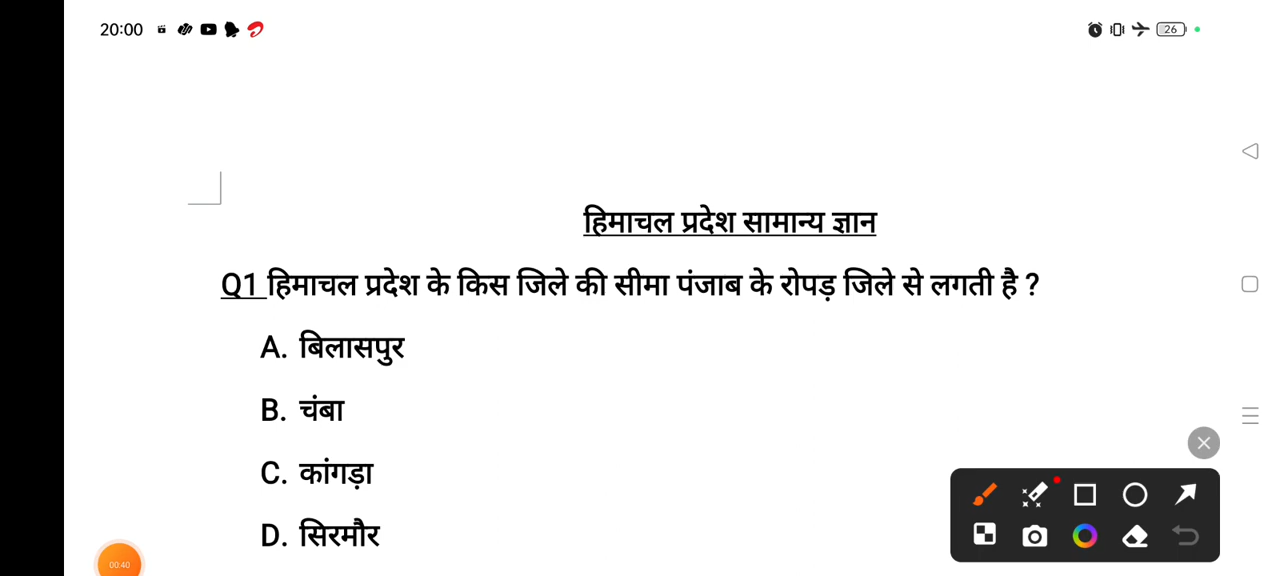 20:00
26
हिमाचल प्रदेश सामान्य ज्ञान
Q1 हिमाचल प्रदेश के किस जिले की सीमा पंजाब के रोपड़ जिले से लगती है ?
A. बिलासपुर
B. चंबा
C. कांगड़ा
D. सिरमौर
00:40